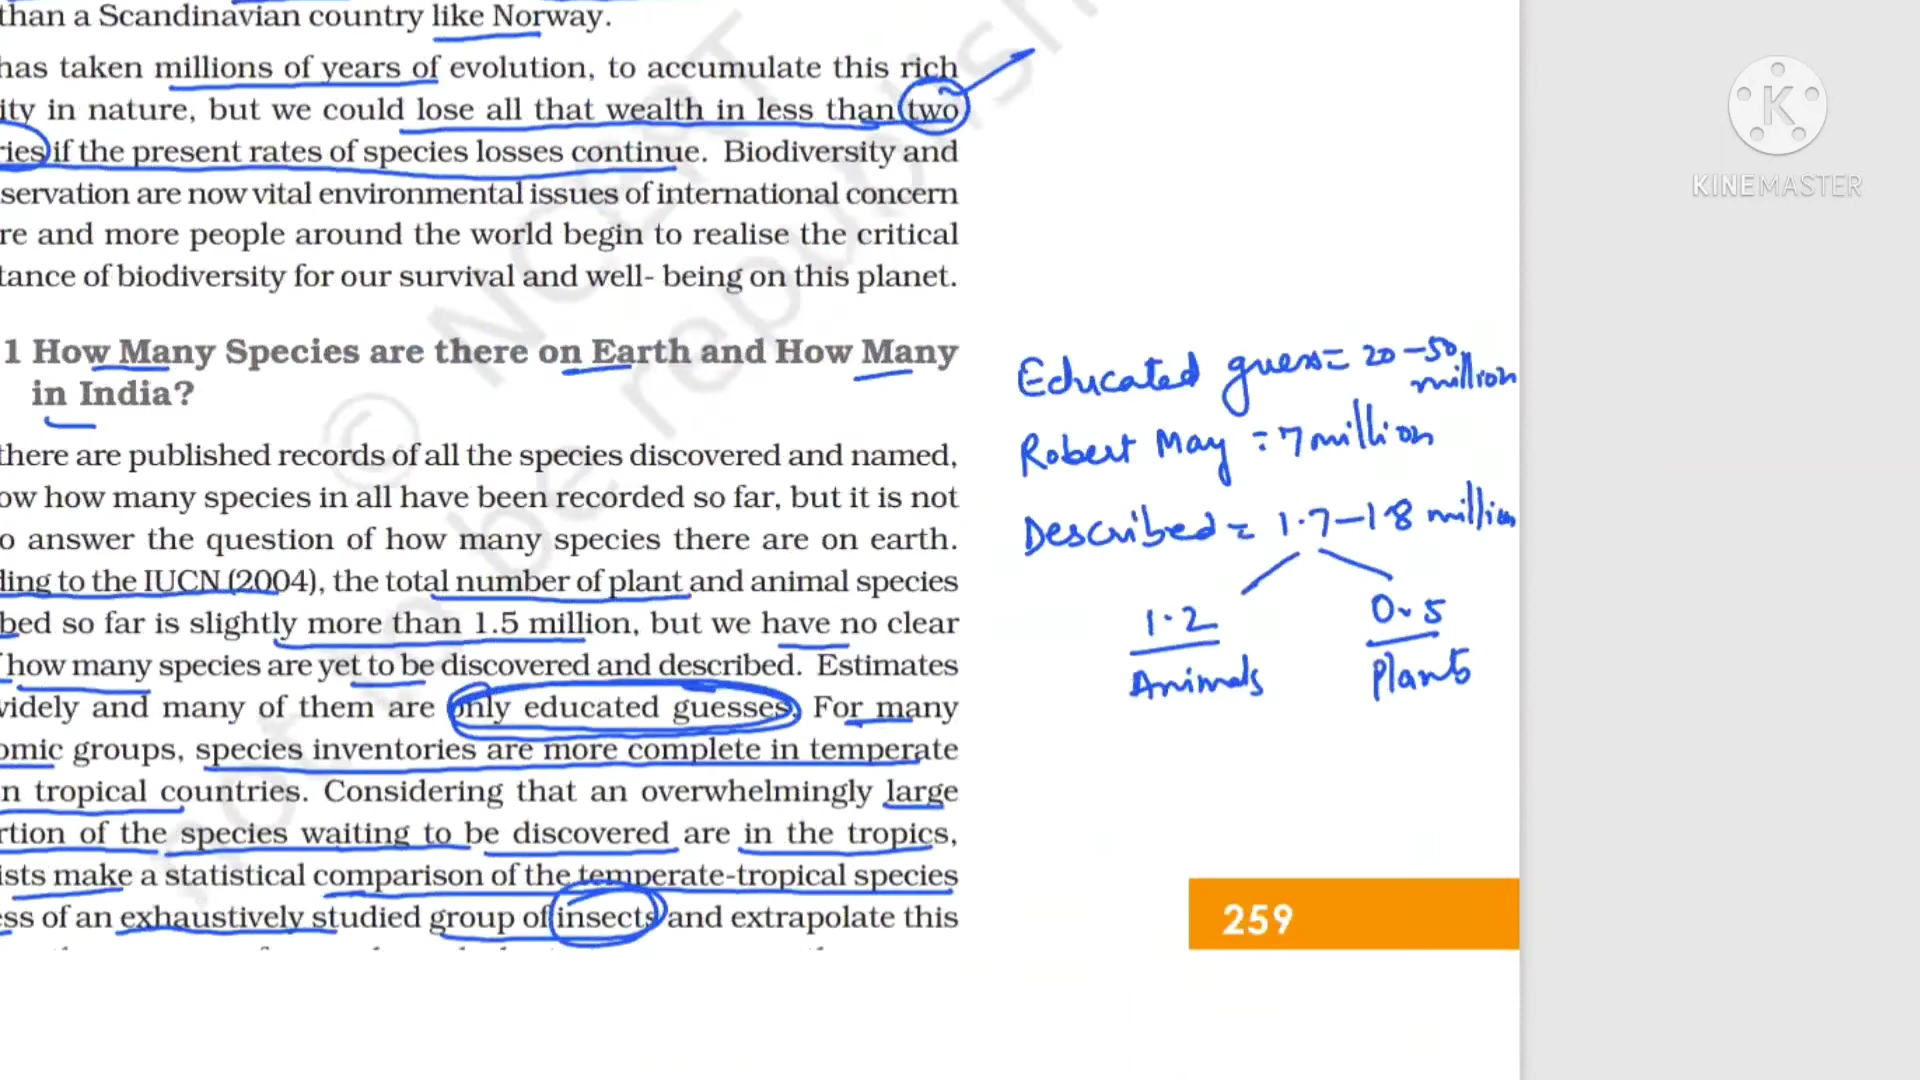 than a Scandinavian country like Norway.
has taken millions of years of evolution, to accumulate this rich
ity in nature, but we could lose all that wealth in less than two
ries if the present rates of species losses continue. Biodiversity and
servation are now vital environmental issues of international concern
re and more people around the world begin to realise the critical
tance of biodiversity for our survival and well- being on this planet.
1 How Many Species are there on Earth and How Many
in India?
there are published records of all the species discovered and named,
ow how many species in all have been recorded so far, but it is not
o answer the question of how many species there are on earth.
ding to the IUCN (2004), the total number of plant and animal species
bed so far is slightly more than 1.5 million, but we have no clear
how many species are yet to be discovered and described. Estimates
widely and many of them are only educated guesses. For many
omic groups, species inventories are more complete in temperate
n tropical countries. Considering that an overwhelmingly large
rtion of the species waiting to be discovered are in the tropics,
ists make a statistical comparison of the temperate-tropical species
ess of an exhaustively studied group of insects and extrapolate this
Educated guess = 20-50
million
Robert May = 7 million
Described = 1.7-1.8 million
1.2 0.5
Animals Plants
259
© NCERT
not to be republish
K
KINEMASTER